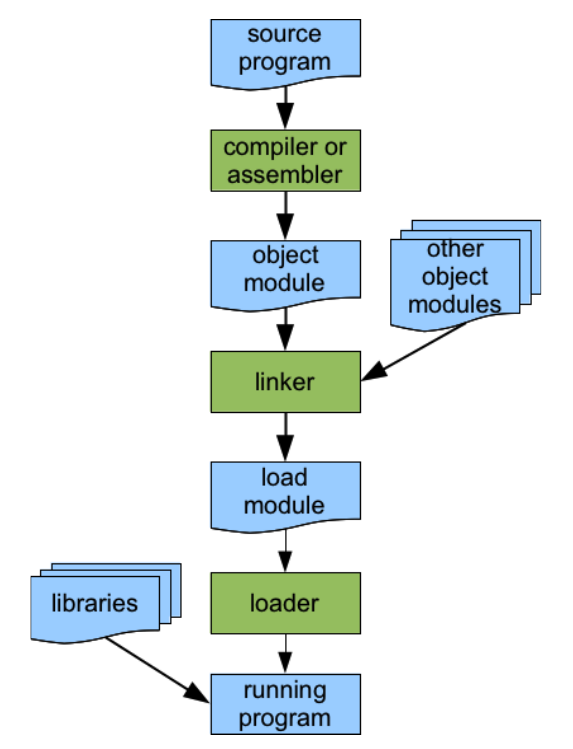 source
program
compiler or
assembler
object
module
other
object
modules
linker
load
module
libraries
loader
running
program